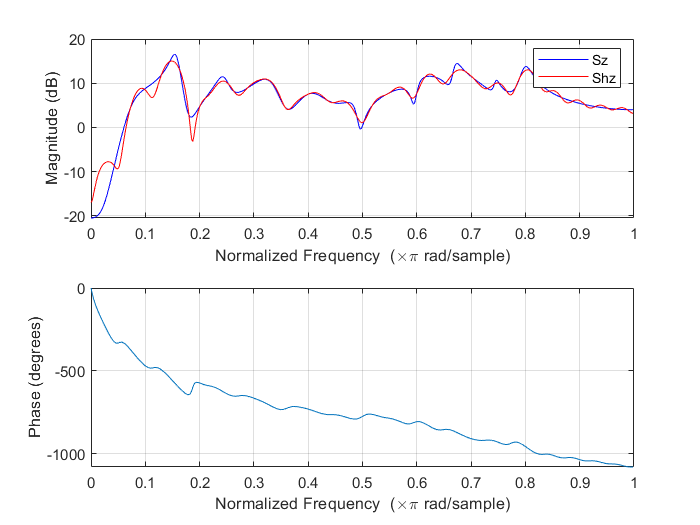 20
10
0
-10
-20
Magnitude (dB)
Sz
Shz
0 0.1 0.2 0.3 0.4 0.5 0.6 0.7 0.8 0.9 1
Normalized Frequency (×π rad/sample)
0
-500
-1000
Phase (degrees)
0 0.1 0.2 0.3 0.4 0.5 0.6 0.7 0.8 0.9 1
Normalized Frequency (×π rad/sample)